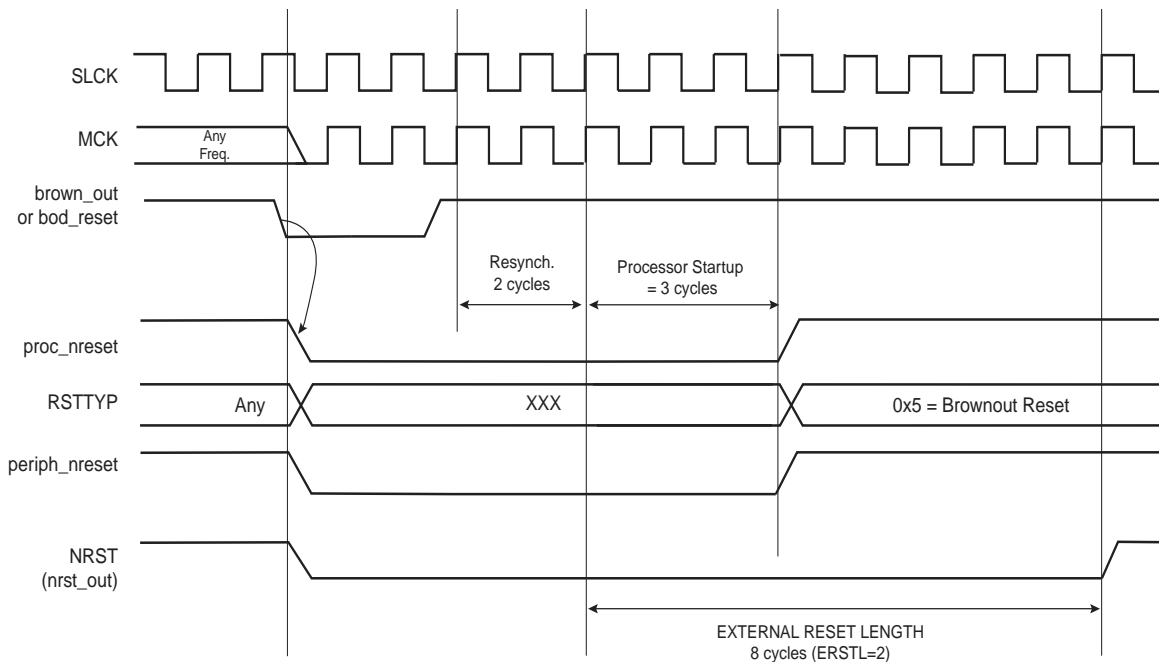 SLCK
MCK
Any
Freq.
brown_out
or bod_reset
Resynch.
2 cycles
Processor Startup
= 3 cycles
proc_nreset
RSTTYP
Any
XXX
0x5 = Brownout Reset
periph_nreset
NRST
(nrst_out)
EXTERNAL RESET LENGTH
8 cycles (ERSTL=2)